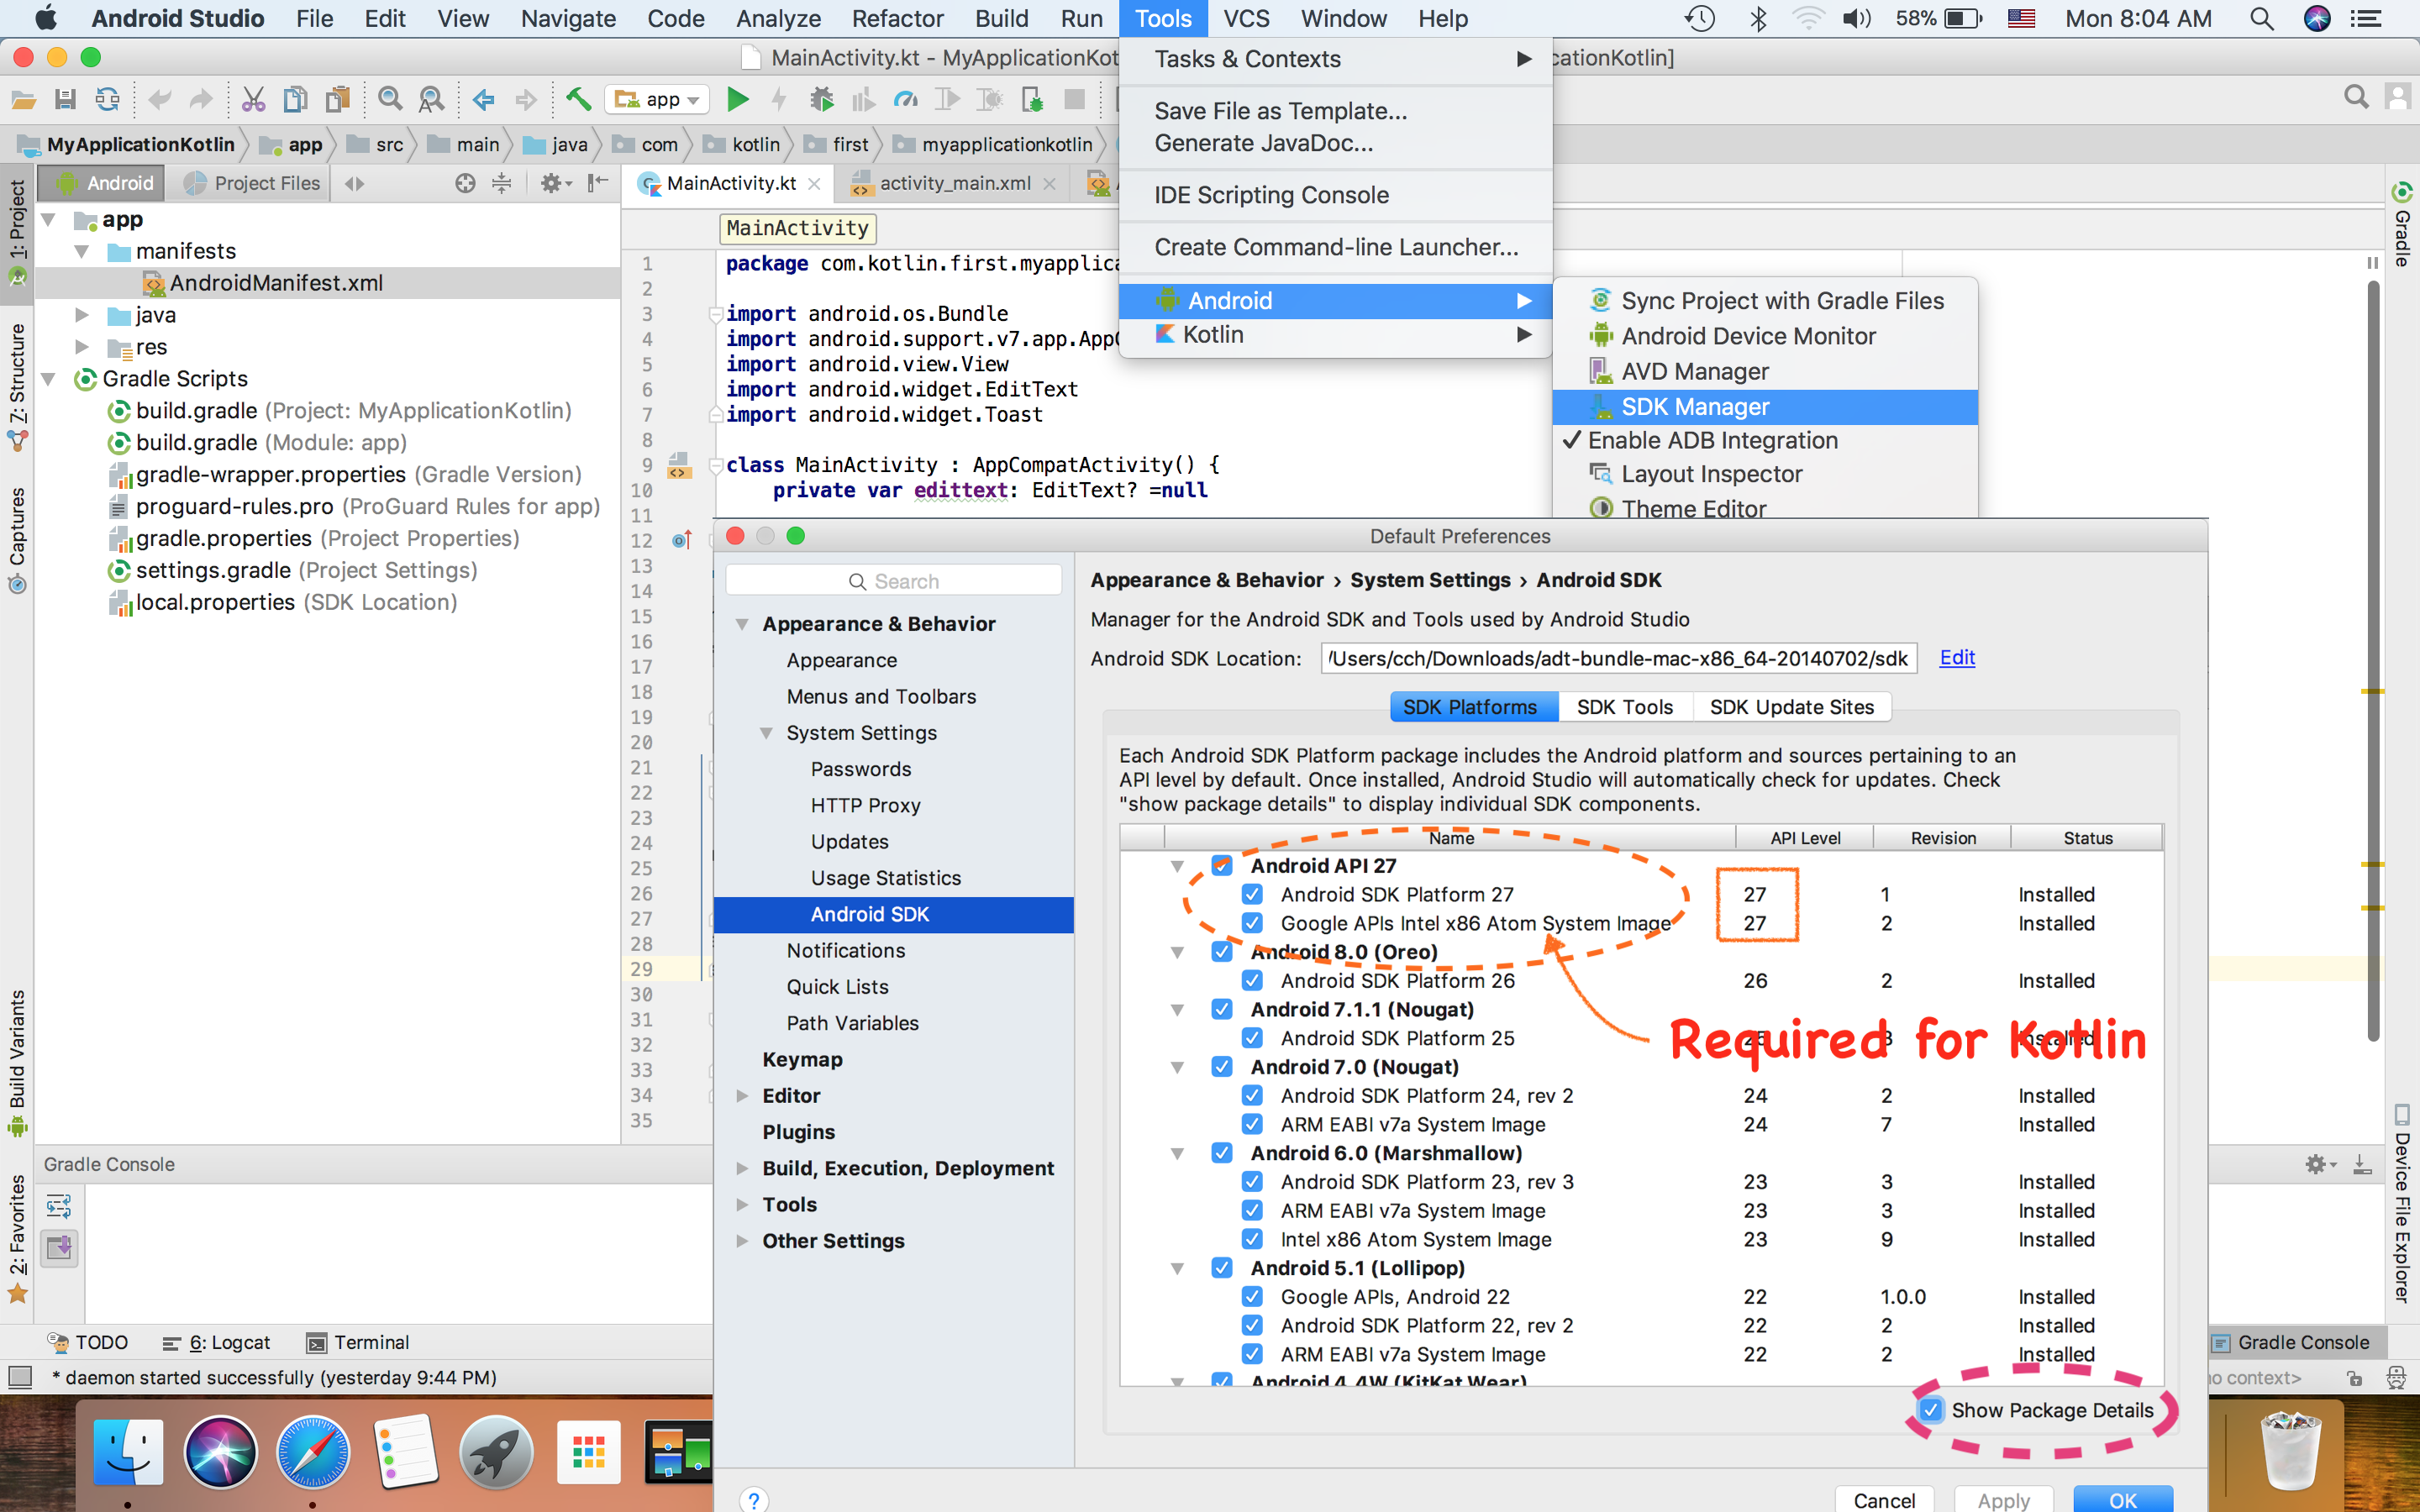 Android Studio File Edit View Navigate Code Analyze Refactor Build Run Tools VCS Window Help 58% Mon 8:04 AM
MainActivity.kt - MyApplicationKot
cationKotlin]
app
MyApplicationKotlin app src main java com kotlin first myapplicationkotlin
Android Project Files
MainActivity.kt activity_main.xml
Tasks & Contexts
Save File as Template...
Generate JavaDoc...
IDE Scripting Console
Create Command-line Launcher...
Android
Kotlin
Sync Project with Gradle Files
Android Device Monitor
AVD Manager
SDK Manager
Enable ADB Integration
Layout Inspector
Theme Editor
1: Project
7: Structure
Captures
Build Variants
2: Favorites
app
manifests
AndroidManifest.xml
java
res
Gradle Scripts
build.gradle (Project: MyApplicationKotlin)
build.gradle (Module: app)
gradle-wrapper.properties (Gradle Version)
proguard-rules.pro (ProGuard Rules for app)
gradle.properties (Project Properties)
settings.gradle (Project Settings)
local.properties (SDK Location)
MainActivity
1 package com.kotlin.first.myapplica
2
3 import android.os.Bundle
4 import android.support.v7.app.AppC
5 import android.view.View
6 import android.widget.EditText
7 import android.widget.Toast
8
9 class MainActivity : AppCompatActivity() {
10 private var edittext: EditText? =null
11
12
13
14
15
16
17
18
19
20
21
22
23
24
25
26
27
28
29
30
31
32
33
34
35
Default Preferences
Search
Appearance & Behavior
Appearance
Menus and Toolbars
System Settings
Passwords
HTTP Proxy
Updates
Usage Statistics
Android SDK
Notifications
Quick Lists
Path Variables
Keymap
Editor
Plugins
Build, Execution, Deployment
Tools
Other Settings
Appearance & Behavior › System Settings › Android SDK
Manager for the Android SDK and Tools used by Android Studio
Android SDK Location: /Users/cch/Downloads/adt-bundle-mac-x86_64-20140702/sdk Edit
SDK Platforms SDK Tools SDK Update Sites
Each Android SDK Platform package includes the Android platform and sources pertaining to an
API level by default. Once installed, Android Studio will automatically check for updates. Check
"show package details" to display individual SDK components.
Name API Level Revision Status
Android API 27
Android SDK Platform 27 27 1 Installed
Google APIs Intel x86 Atom System Image 27 2 Installed
Android 8.0 (Oreo)
Android SDK Platform 26 26 2 Installed
Android 7.1.1 (Nougat)
Android SDK Platform 25 25 3 Installed
Required for Kotlin
Android 7.0 (Nougat)
Android SDK Platform 24, rev 2 24 2 Installed
ARM EABI v7a System Image 24 7 Installed
Android 6.0 (Marshmallow)
Android SDK Platform 23, rev 3 23 3 Installed
ARM EABI v7a System Image 23 3 Installed
Intel x86 Atom System Image 23 9 Installed
Android 5.1 (Lollipop)
Google APIs, Android 22 22 1.0.0 Installed
Android SDK Platform 22, rev 2 22 2 Installed
ARM EABI v7a System Image 22 2 Installed
Android 4.4W (KitKat Wear)
Show Package Details
? Cancel Apply OK
Gradle
Device File Explorer
Gradle Console
TODO 6: Logcat Terminal
Gradle Console
* daemon started successfully (yesterday 9:44 PM)
no context>